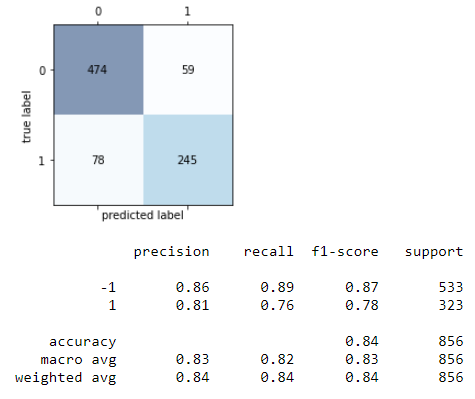 0 1
0 474 59
true label
1 78 245
predicted label
precision recall f1-score support
-1 0.86 0.89 0.87 533
1 0.81 0.76 0.78 323
accuracy 0.84 856
macro avg 0.83 0.82 0.83 856
weighted avg 0.84 0.84 0.84 856